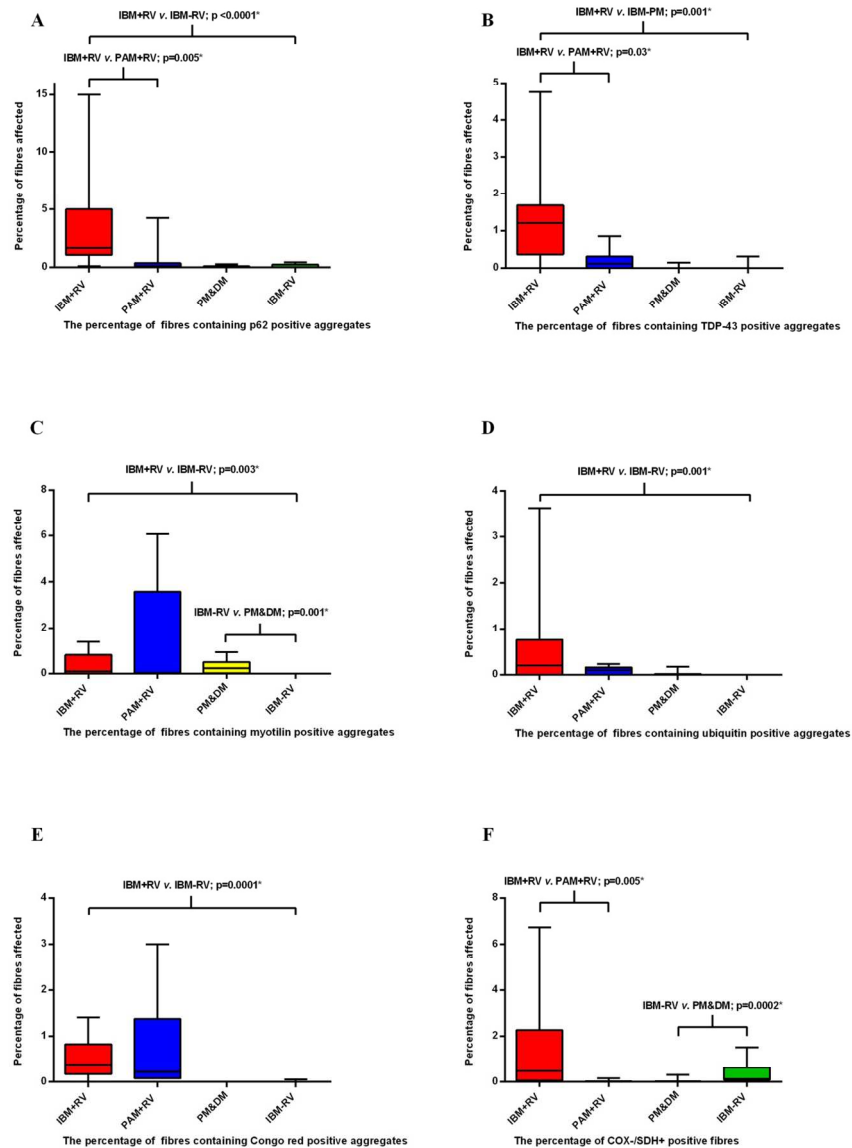 A
IBM+RV v. IBM-RV; p <0.0001*
IBM+RV v. PAM+RV; p=0.005*
Percentage of fibres affected
15
10
5
0
IBM+RV
PAM+RV
PM&DM
IBM-RV
The percentage of fibres containing p62 positive aggregates
B
IBM+RV v. IBM-PM; p=0.001*
IBM+RV v. PAM+RV; p=0.03*
Percentage of fibres affected
5
4
3
2
1
0
IBM+RV
PAM+RV
PM&DM
IBM-RV
The percentage of fibres containing TDP-43 positive aggregates
C
IBM+RV v. IBM-RV; p=0.003*
IBM-RV v. PM&DM; p=0.001*
Percentage of fibres affected
8
6
4
2
0
IBM+RV
PAM+RV
PM&DM
IBM-RV
The percentage of fibres containing myotilin positive aggregates
D
IBM+RV v. IBM-RV; p=0.001*
Percentage of fibres affected
4
3
2
1
0
IBM+RV
PAM+RV
PM&DM
IBM-RV
The percentage of fibres containing ubiquitin positive aggregates
E
IBM+RV v. IBM-RV; p=0.0001*
Percentage of fibres affected
4
3
2
1
0
IBM+RV
PAM+RV
PM&DM
IBM-RV
The percentage of fibres containing Congo red positive aggregates
F
IBM+RV v. PAM+RV; p=0.005*
IBM-RV v. PM&DM; p=0.0002*
Percentage of fibres affected
8
6
4
2
0
IBM+RV
PAM+RV
PM&DM
IBM-RV
The percentage of COX-/SDH+ positive fibres